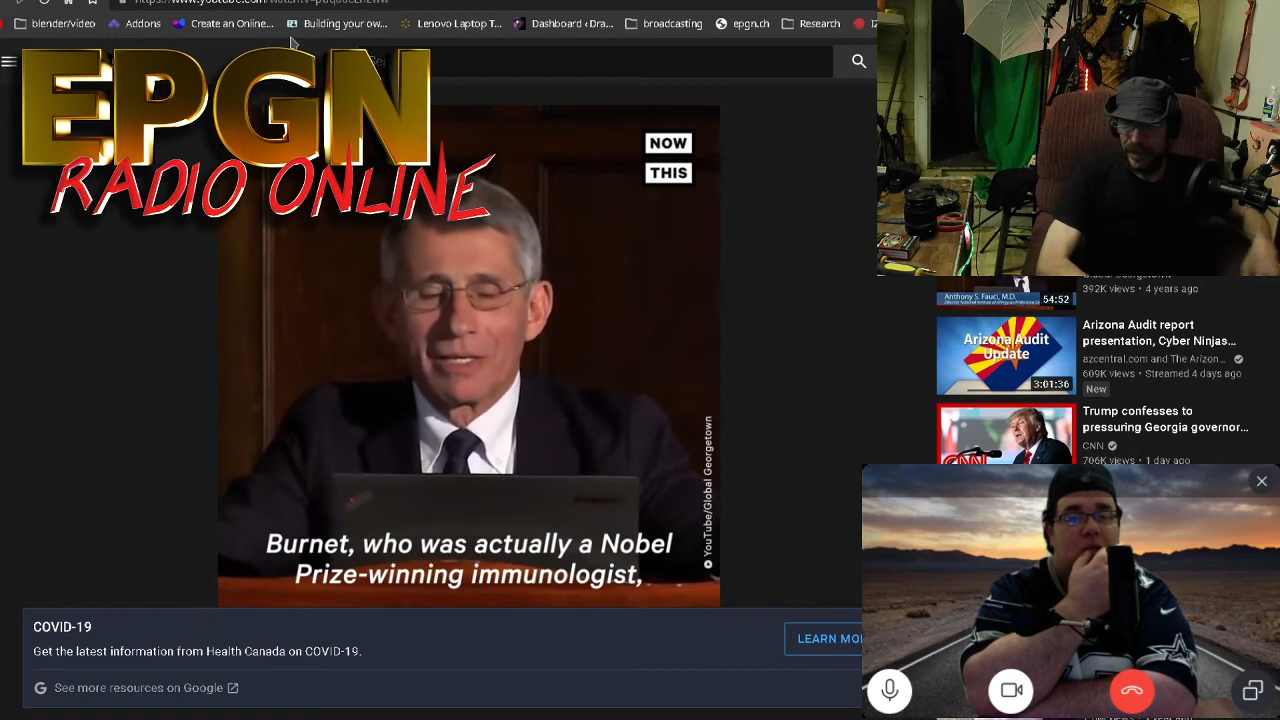 blender/video
Addons
Create an Online...
Building your ow...
Lenovo Laptop T...
Dashboard ‹ Dra...
broadcasting
epgn.ch
Research
EPGN
RADIO ONLINE
NOW
THIS
YouTube/Global Georgetown
Burnet, who was actually a Nobel
Prize-winning immunologist,
COVID-19
Get the latest information from Health Canada on COVID-19.
LEARN MO
See more resources on Google
Anthony S. Fauci, M.D.
54:52
392K views • 4 years ago
Arizona Audit
Update
3:01:36
Arizona Audit report
presentation, Cyber Ninjas...
azcentral.com and The Arizon...
609K views • Streamed 4 days ago
New
CNN
Trump confesses to
pressuring Georgia governor...
CNN
706K views • 1 day ago